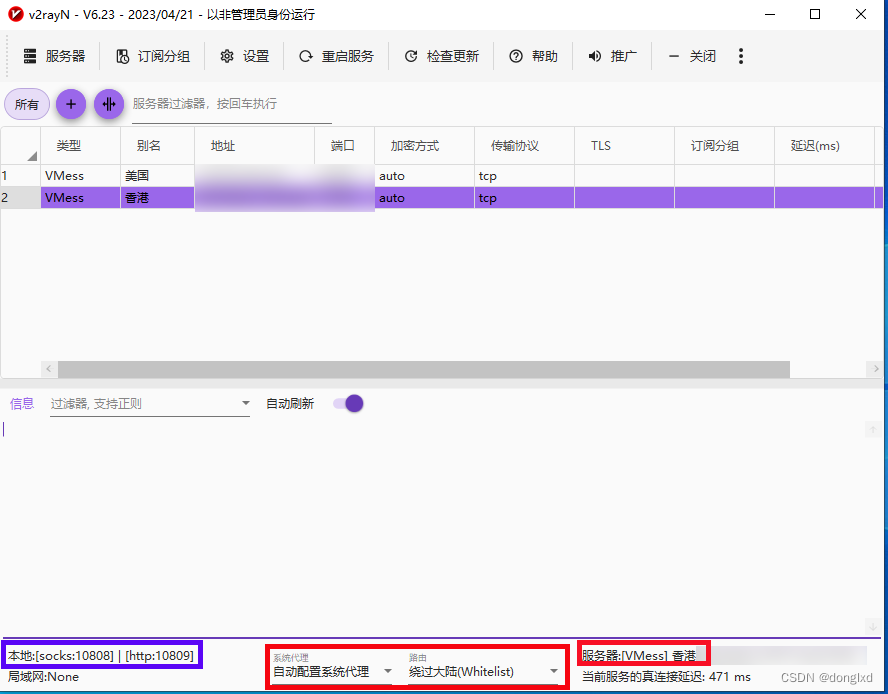 v2rayN - V6.23 - 2023/04/21 - 以非管理员身份运行
服务器 订阅分组 设置 重启服务 检查更新 帮助 推广 关闭
所有 服务器过滤器，按回车执行
类型 别名 地址 端口 加密方式 传输协议 TLS 订阅分组 延迟(ms)
1 VMess 美国 auto tcp
2 VMess 香港 auto tcp
信息 过滤器, 支持正则 自动刷新
本地:[socks:10808] | [http:10809]
局域网:None
系统代理
自动配置系统代理
路由
绕过大陆(Whitelist)
服务器:[VMess] 香港
当前服务的真连接延迟: 471 ms
CSDN @donglxd